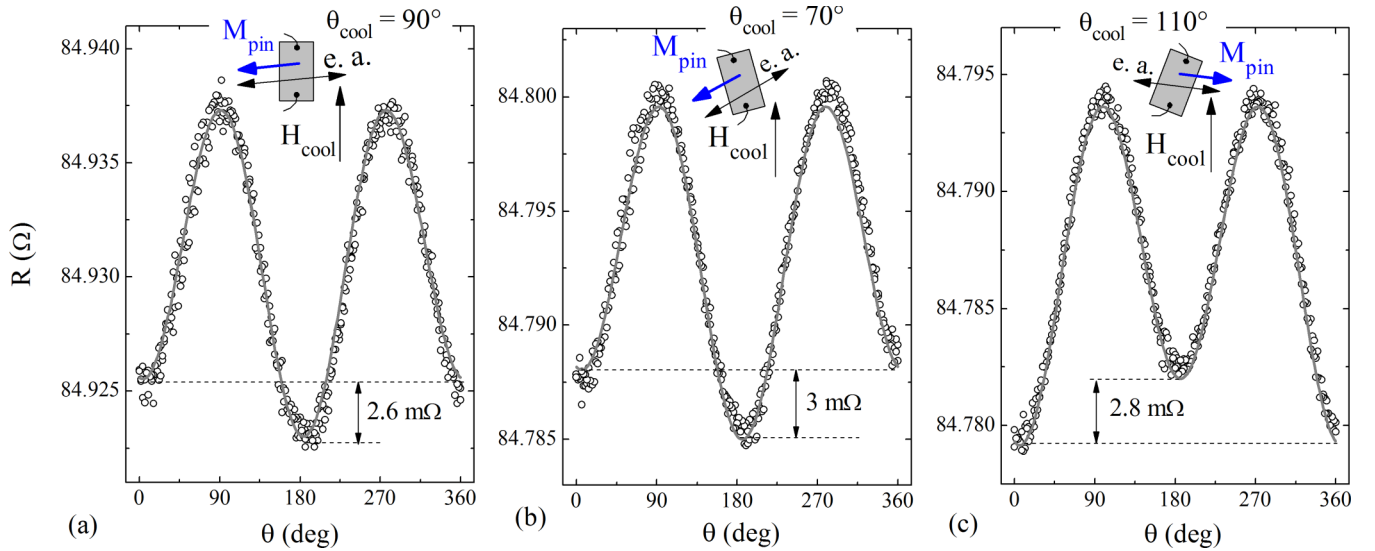 R (Ω)
θcool = 90°
Mpin
e. a.
Hcool
84.940
84.935
84.930
84.925
2.6 mΩ
0 90 180 270 360
(a) θ (deg)
θcool = 70°
Mpin
e. a.
Hcool
84.800
84.795
84.790
84.785
3 mΩ
0 90 180 270 360
(b) θ (deg)
θcool = 110°
Mpin
e. a.
Hcool
84.795
84.790
84.785
84.780
2.8 mΩ
0 90 180 270 360
(c) θ (deg)